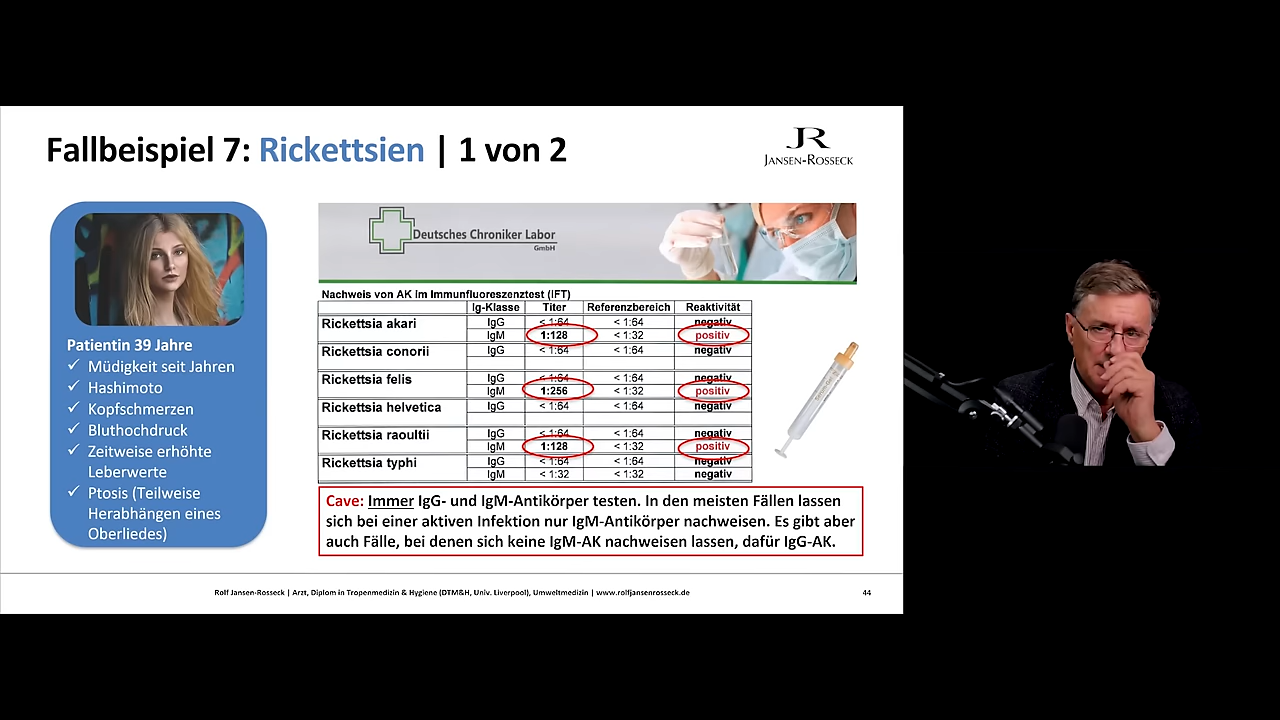 Fallbeispiel 7: Rickettsien | 1 von 2
JR
JANSEN-ROSSECK
Patientin 39 Jahre
✓ Müdigkeit seit Jahren
✓ Hashimoto
✓ Kopfschmerzen
✓ Bluthochdruck
✓ Zeitweise erhöhte
Leberwerte
✓ Ptosis (Teilweise
Herabhängen eines
Oberliedes)
Deutsches Chroniker Labor
GmbH
Nachweis von AK im Immunfluoreszenztest (IFT)
Ig-Klasse Titer Referenzbereich Reaktivität
Rickettsia akari IgG < 1:64 < 1:64 negativ
IgM 1:128 < 1:32 positiv
Rickettsia conorii IgG < 1:64 < 1:64 negativ
Rickettsia felis IgG < 1:64 < 1:64 negativ
IgM 1:256 < 1:32 positiv
Rickettsia helvetica IgG < 1:64 < 1:64 negativ
Rickettsia raoultii IgG < 1:64 < 1:64 negativ
IgM 1:128 < 1:32 positiv
Rickettsia typhi IgG < 1:64 < 1:64 negativ
IgM < 1:32 < 1:32 negativ
Cave: Immer IgG- und IgM-Antikörper testen. In den meisten Fällen lassen
sich bei einer aktiven Infektion nur IgM-Antikörper nachweisen. Es gibt aber
auch Fälle, bei denen sich keine IgM-AK nachweisen lassen, dafür IgG-AK.
Rolf Jansen-Rosseck | Arzt, Diplom in Tropenmedizin & Hygiene (DTM&H, Univ. Liverpool), Umweltmedizin | www.rolfjansenrosseck.de
44